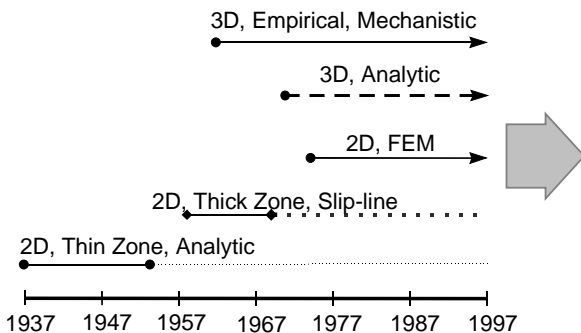 3D, Empirical, Mechanistic
3D, Analytic
2D, FEM
2D, Thick Zone, Slip-line
2D, Thin Zone, Analytic
1937 1947 1957 1967 1977 1987 1997